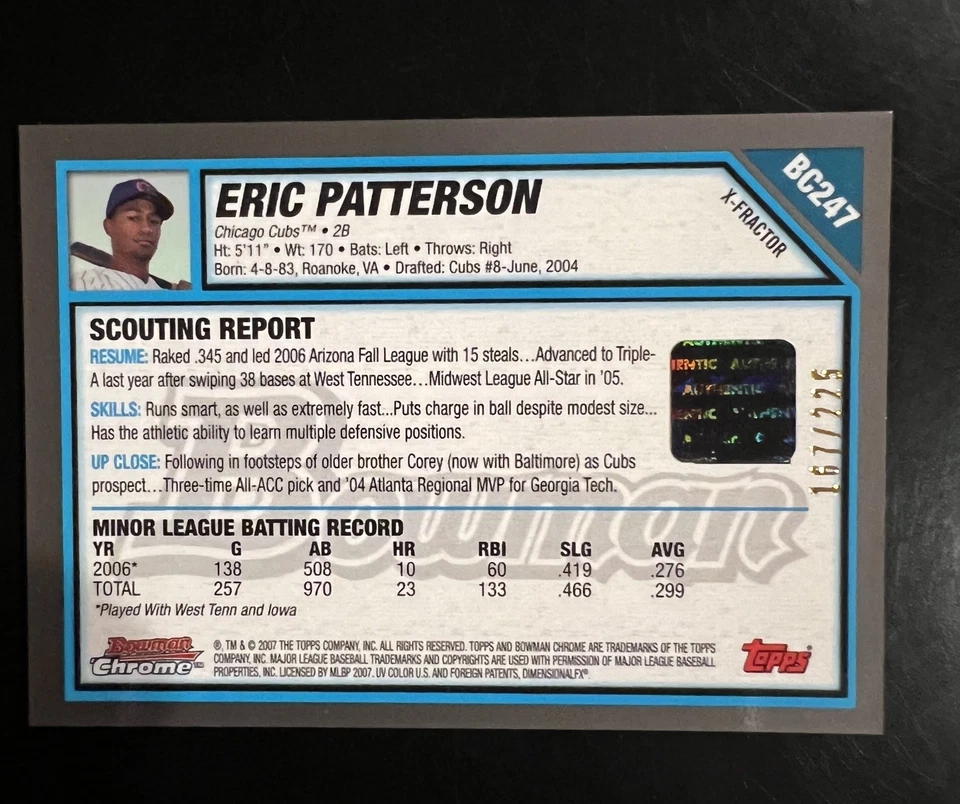 BC247
X-FRACTOR
ERIC PATTERSON
Chicago Cubs™ • 2B
Ht: 5'11" • Wt: 170 • Bats: Left • Throws: Right
Born: 4-8-83, Roanoke, VA • Drafted: Cubs #8-June, 2004
SCOUTING REPORT
RESUME: Raked .345 and led 2006 Arizona Fall League with 15 steals…Advanced to Triple-
A last year after swiping 38 bases at West Tennessee…Midwest League All-Star in '05.
SKILLS: Runs smart, as well as extremely fast…Puts charge in ball despite modest size…
Has the athletic ability to learn multiple defensive positions.
UP CLOSE: Following in footsteps of older brother Corey (now with Baltimore) as Cubs
prospect…Three-time All-ACC pick and '04 Atlanta Regional MVP for Georgia Tech.
AUTHENTIC
167/225
Bowman
MINOR LEAGUE BATTING RECORD
YR G AB HR RBI SLG AVG
2006* 138 508 10 60 .419 .276
TOTAL 257 970 23 133 .466 .299
*Played With West Tenn and Iowa
Bowman
Chrome™
®, TM & © 2007 THE TOPPS COMPANY, INC. ALL RIGHTS RESERVED. TOPPS AND BOWMAN CHROME ARE TRADEMARKS OF THE TOPPS
COMPANY, INC. MAJOR LEAGUE BASEBALL TRADEMARKS AND COPYRIGHTS ARE USED WITH PERMISSION OF MAJOR LEAGUE BASEBALL
PROPERTIES, INC. LICENSED BY MLBP 2007. UV COLOR U.S. AND FOREIGN PATENTS, DIMENSIONALFX®.
topps®